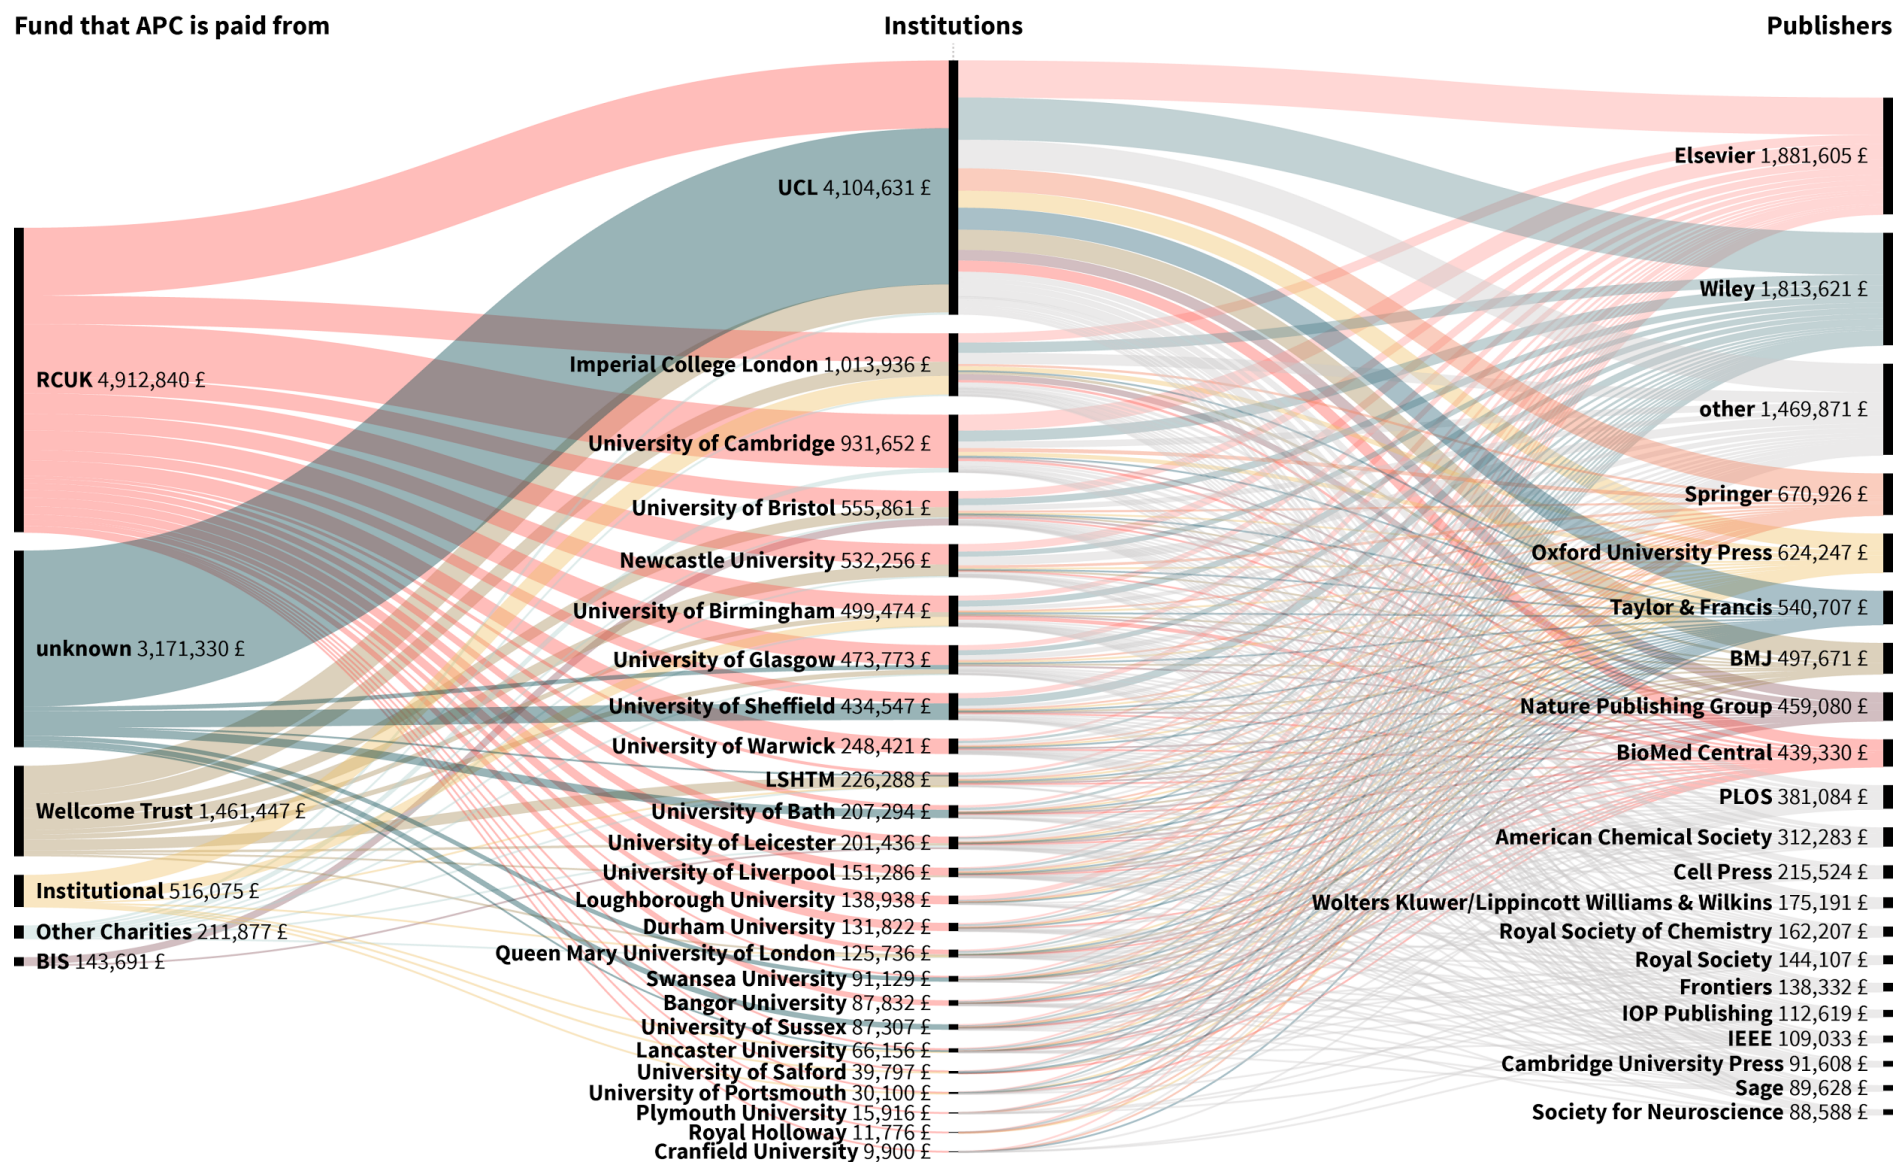 Fund that APC is paid from
Institutions
Publishers
RCUK 4,912,840 £
unknown 3,171,330 £
Wellcome Trust 1,461,447 £
Institutional 516,075 £
Other Charities 211,877 £
BIS 143,691 £
UCL 4,104,631 £
Imperial College London 1,013,936 £
University of Cambridge 931,652 £
University of Bristol 555,861 £
Newcastle University 532,256 £
University of Birmingham 499,474 £
University of Glasgow 473,773 £
University of Sheffield 434,547 £
University of Warwick 248,421 £
LSHTM 226,288 £
University of Bath 207,294 £
University of Leicester 201,436 £
University of Liverpool 151,286 £
Loughborough University 138,938 £
Durham University 131,822 £
Queen Mary University of London 125,736 £
Swansea University 91,129 £
Bangor University 87,832 £
University of Sussex 87,307 £
Lancaster University 66,156 £
University of Salford 39,797 £
University of Portsmouth 30,100 £
Plymouth University 15,916 £
Royal Holloway 11,776 £
Cranfield University 9,900 £
Elsevier 1,881,605 £
Wiley 1,813,621 £
other 1,469,871 £
Springer 670,926 £
Oxford University Press 624,247 £
Taylor & Francis 540,707 £
BMJ 497,671 £
Nature Publishing Group 459,080 £
BioMed Central 439,330 £
PLOS 381,084 £
American Chemical Society 312,283 £
Cell Press 215,524 £
Wolters Kluwer/Lippincott Williams & Wilkins 175,191 £
Royal Society of Chemistry 162,207 £
Royal Society 144,107 £
Frontiers 138,332 £
IOP Publishing 112,619 £
IEEE 109,033 £
Cambridge University Press 91,608 £
Sage 89,628 £
Society for Neuroscience 88,588 £